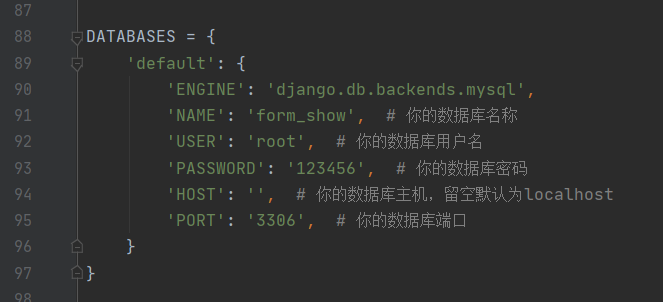 87
88 DATABASES = {
89 'default': {
90 'ENGINE': 'django.db.backends.mysql',
91 'NAME': 'form_show', # 你的数据库名称
92 'USER': 'root', # 你的数据库用户名
93 'PASSWORD': '123456', # 你的数据库密码
94 'HOST': '', # 你的数据库主机，留空默认为localhost
95 'PORT': '3306', # 你的数据库端口
96 }
97 }
98